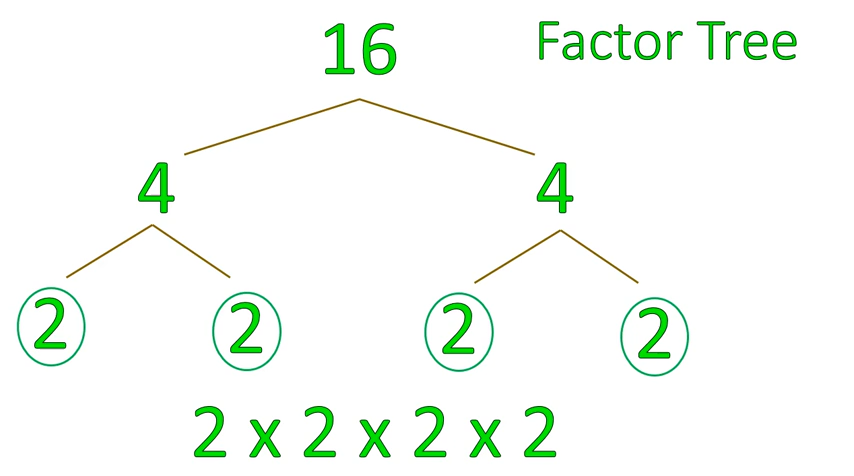 16
Factor Tree
4 4
2 2 2 2
2 x 2 x 2 x 2